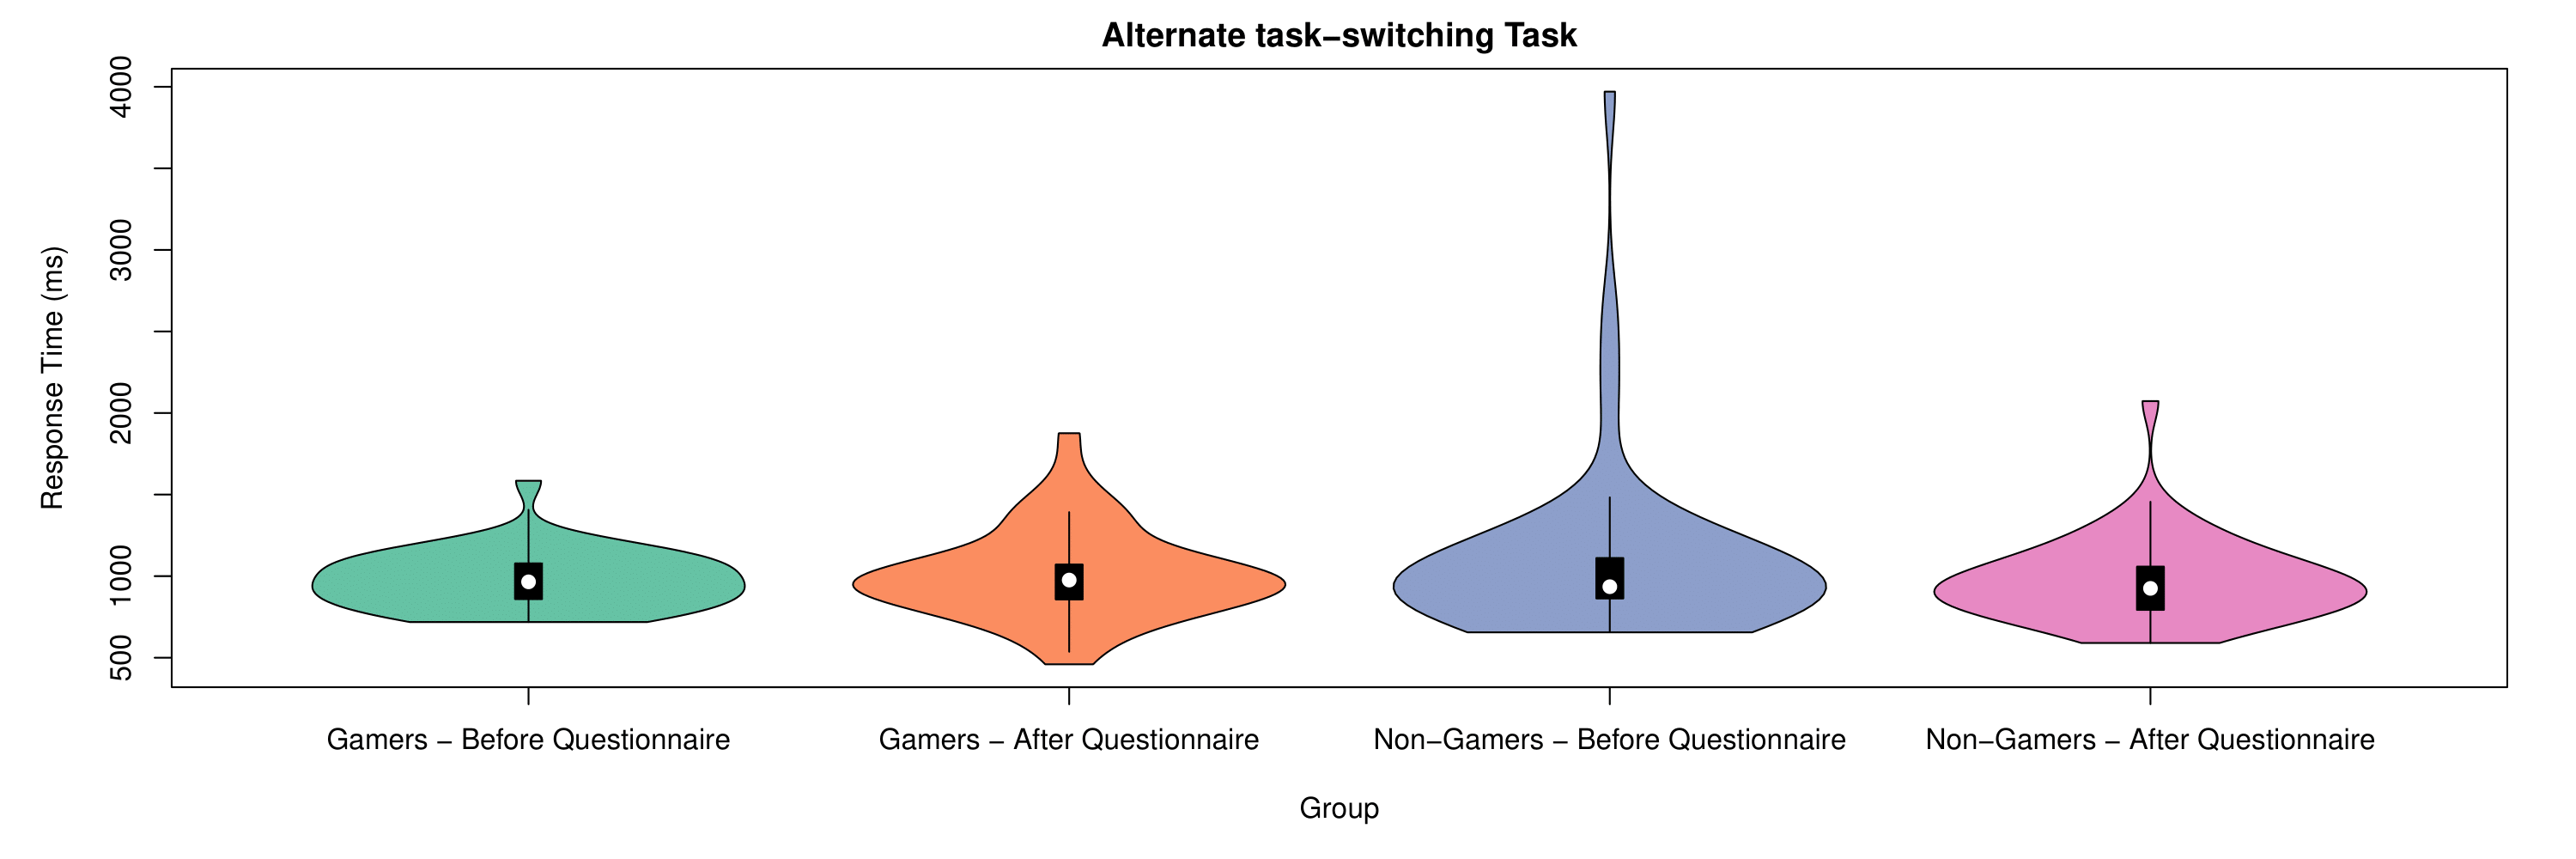 Alternate task−switching Task
Response Time (ms)
4000
3000
2000
1000
500
Gamers − Before Questionnaire
Gamers − After Questionnaire
Non−Gamers − Before Questionnaire
Non−Gamers − After Questionnaire
Group